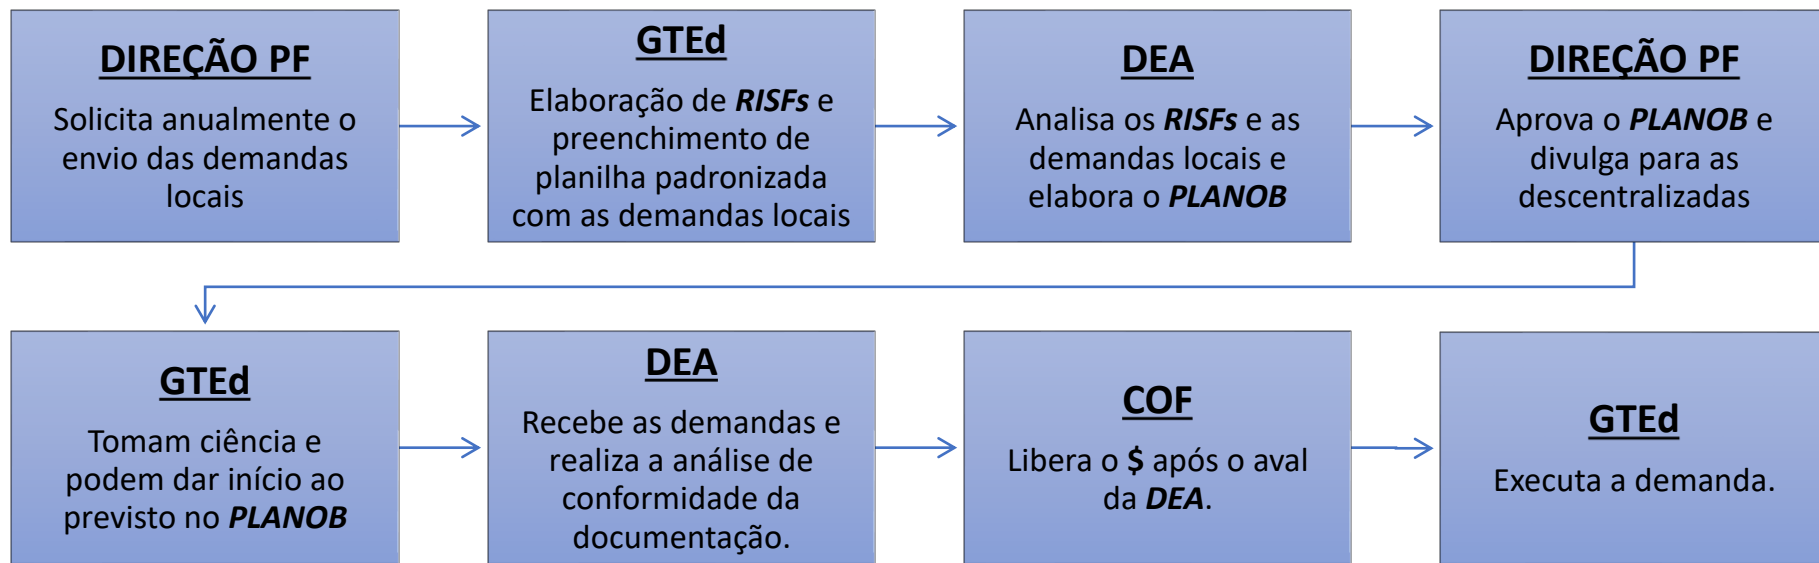 DIREÇÃO PF
Solicita anualmente o
envio das demandas
locais
GTEd
Elaboração de RISFs e
preenchimento de
planilha padronizada
com as demandas locais
DEA
Analisa os RISFs e as
demandas locais e
elabora o PLANOB
DIREÇÃO PF
Aprova o PLANOB e
divulga para as
descentralizadas
GTEd
Tomam ciência e
podem dar início ao
previsto no PLANOB
DEA
Recebe as demandas e
realiza a análise de
conformidade da
documentação.
COF
Libera o $ após o aval
da DEA.
GTEd
Executa a demanda.